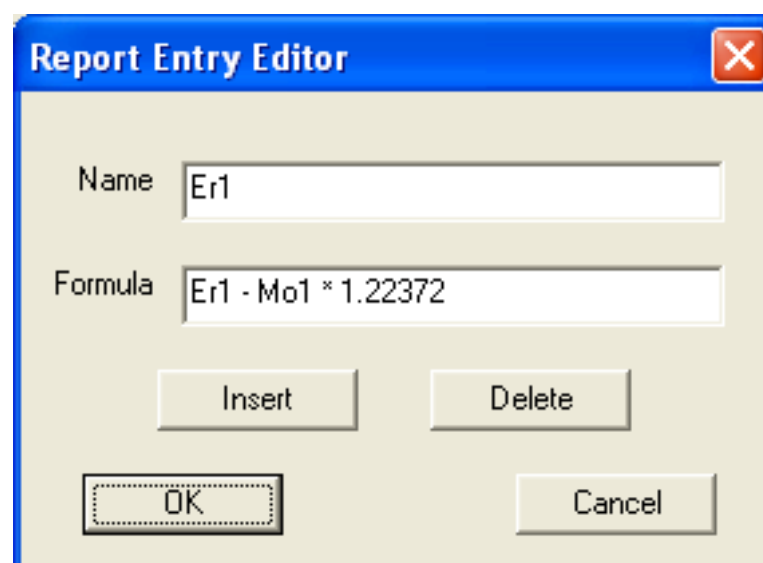 Report Entry Editor
Name Er1
Formula Er1 - Mo1 * 1.22372
Insert Delete
OK Cancel